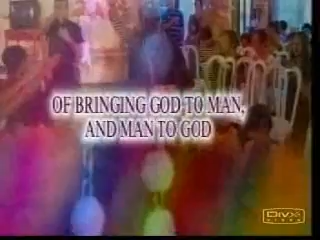 OF BRINGING GOD TO MAN,
AND MAN TO GOD
DivX
VIDEO